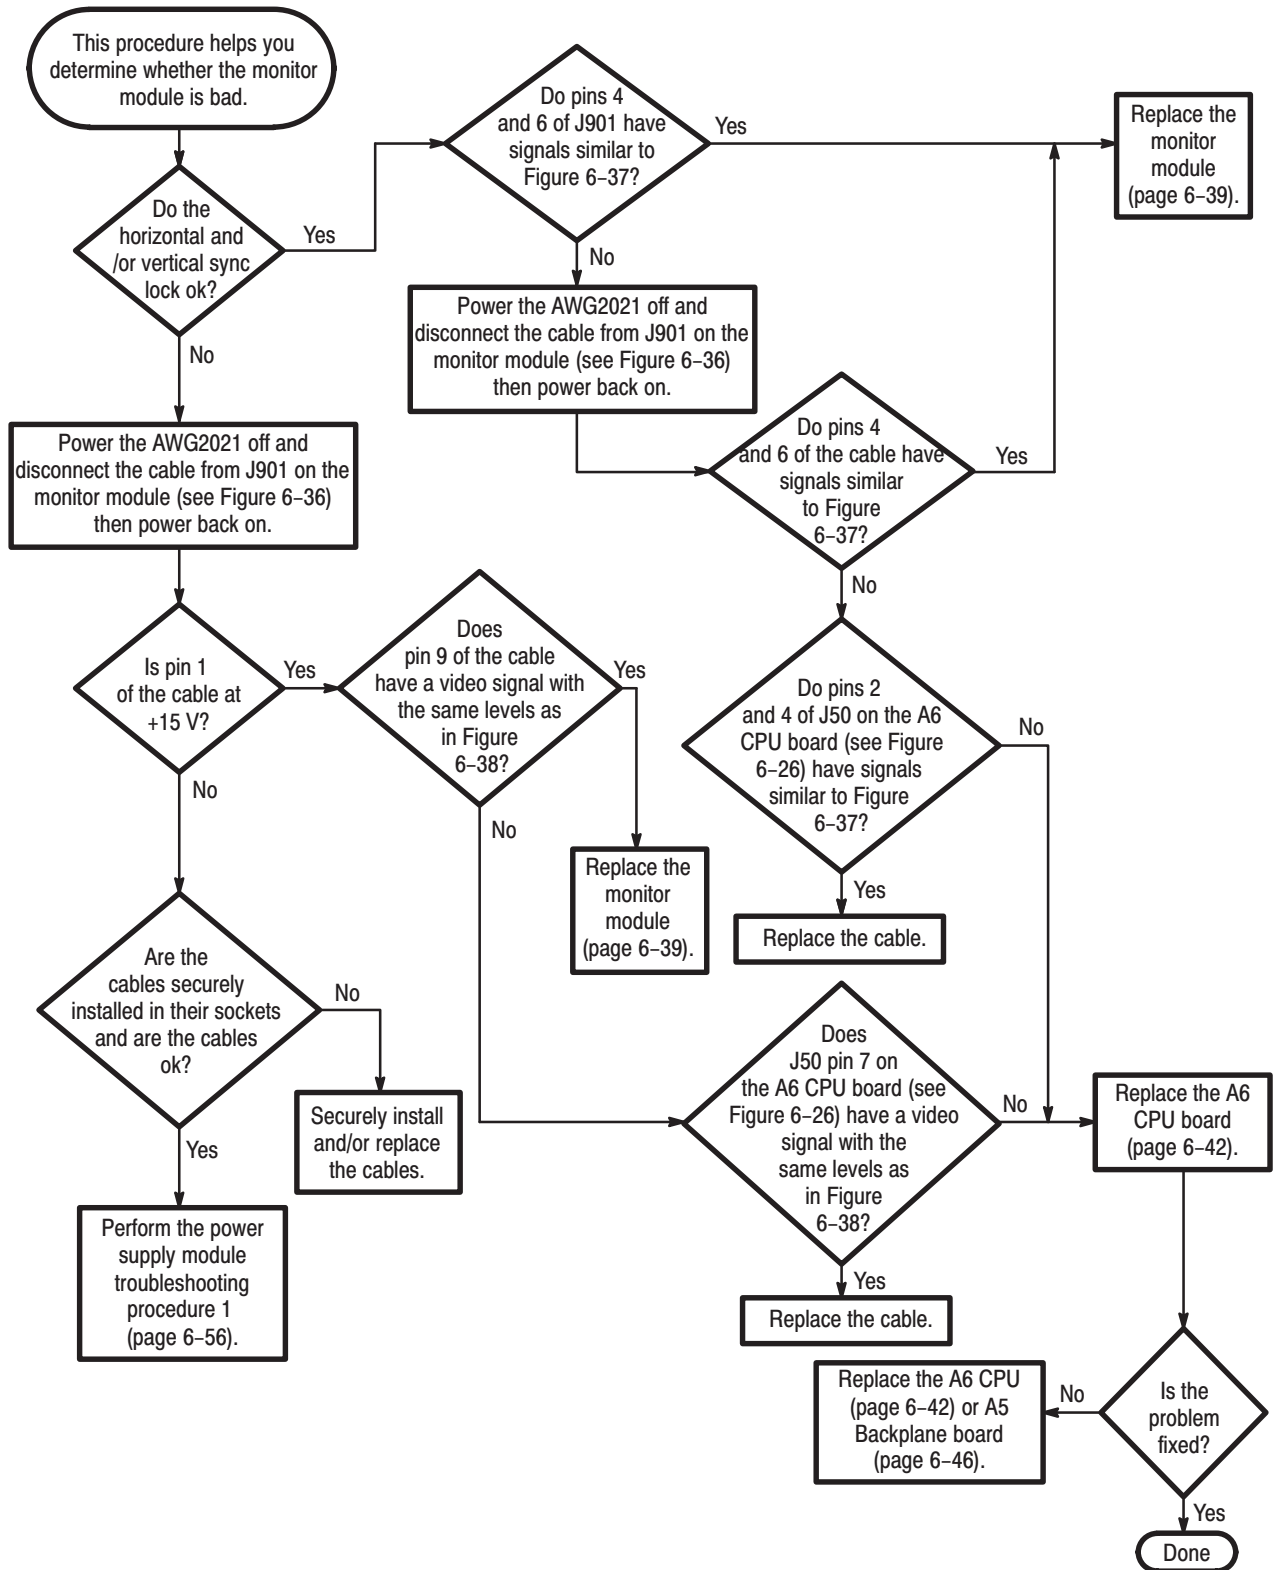 This procedure helps you
determine whether the monitor
module is bad.
Do the
horizontal and
/or vertical sync
lock ok?
Yes
No
Do pins 4
and 6 of J901 have
signals similar to
Figure 6–37?
Yes
No
Replace the
monitor
module
(page 6–39).
Power the AWG2021 off and
disconnect the cable from J901 on the
monitor module (see Figure 6–36)
then power back on.
Do pins 4
and 6 of the cable have
signals similar
to Figure
6–37?
Yes
No
Power the AWG2021 off and
disconnect the cable from J901 on the
monitor module (see Figure 6–36)
then power back on.
Is pin 1
of the cable at
+15 V?
Yes
No
Does
pin 9 of the cable
have a video signal with
the same levels as
in Figure
6–38?
Yes
No
Replace the
monitor
module
(page 6–39).
Do pins 2
and 4 of J50 on the A6
CPU board (see Figure
6–26) have signals
similar to Figure
6–37?
No
Yes
Replace the cable.
Are the
cables securely
installed in their sockets
and are the cables
ok?
No
Yes
Securely install
and/or replace
the cables.
Perform the power
supply module
troubleshooting
procedure 1
(page 6–56).
Does
J50 pin 7 on
the A6 CPU board (see
Figure 6–26) have a video
signal with the
same levels as
in Figure
6–38?
No
Yes
Replace the cable.
Replace the A6
CPU board
(page 6–42).
Is the
problem
fixed?
No
Yes
Replace the A6 CPU
(page 6–42) or A5
Backplane board
(page 6–46).
Done